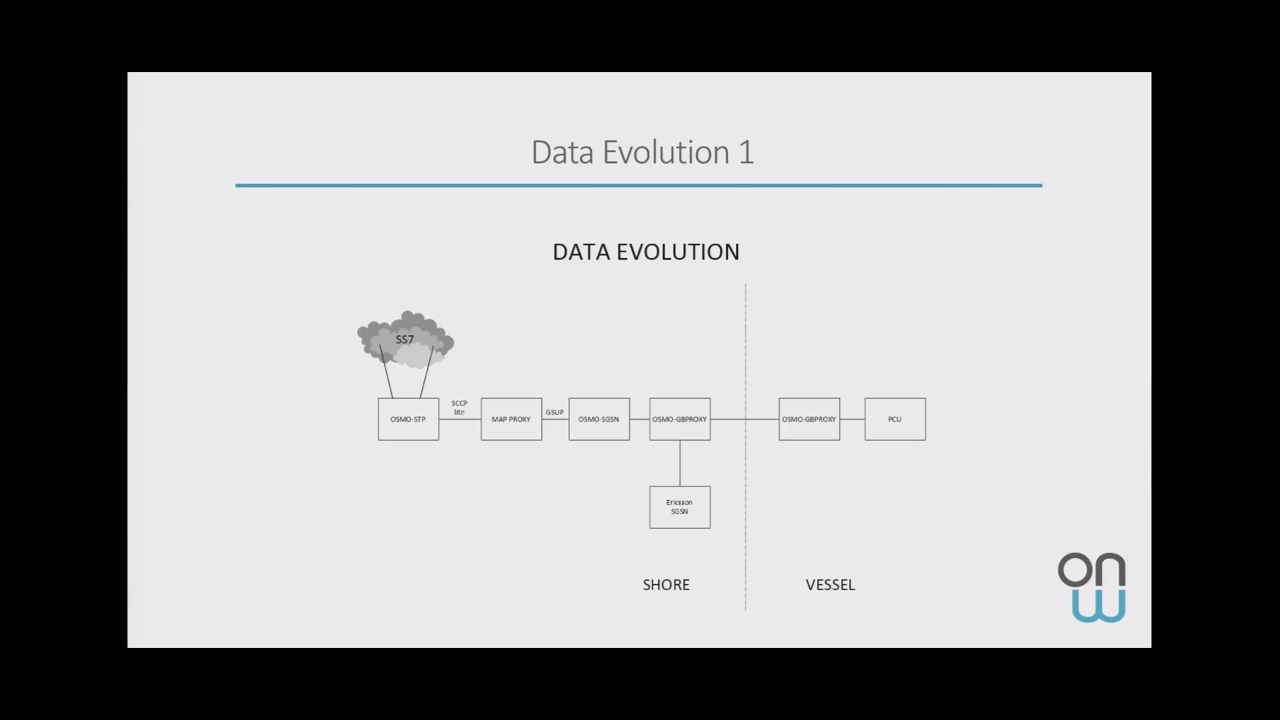 Data Evolution 1
DATA EVOLUTION
SS7
OSMO-STP
SCCP
lite
MAP PROXY
GSUP
OSMO-SGSN
OSMO-GBPROXY
OSMO-GBPROXY
PCU
Ericsson
SGSN
SHORE
VESSEL
onw